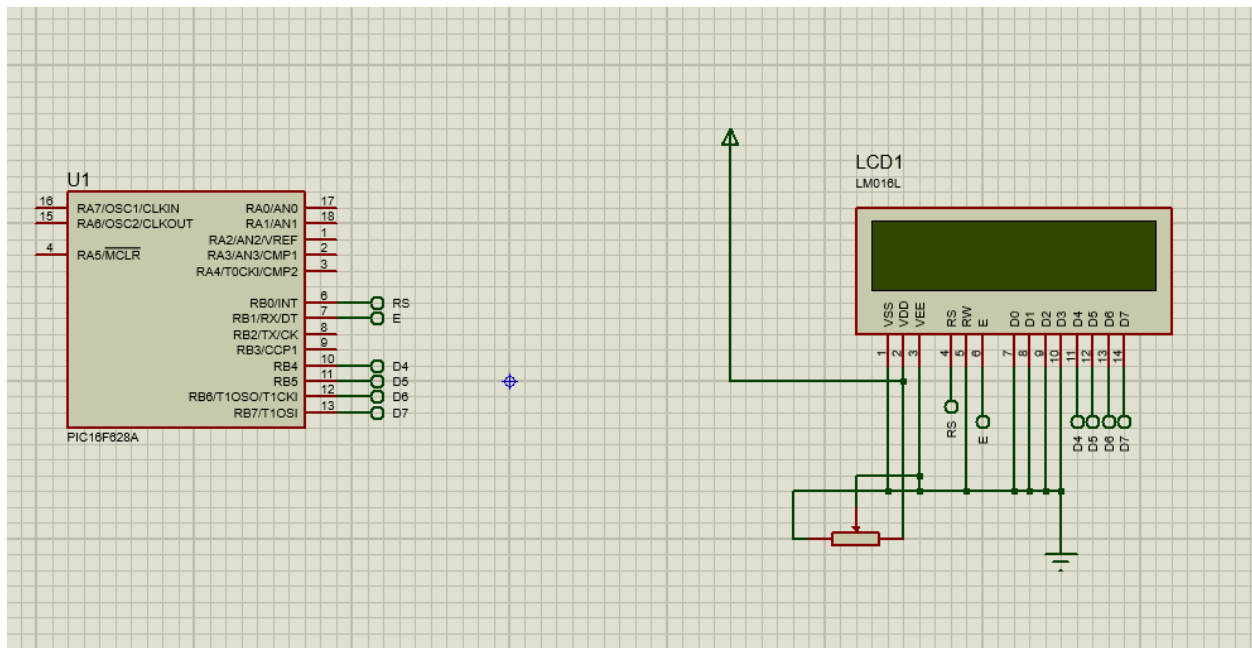 U1
16 RA7/OSC1/CLKIN RA0/AN0 17
15 RA6/OSC2/CLKOUT RA1/AN1 18
RA2/AN2/VREF 1
4 RA5/MCLR RA3/AN3/CMP1 2
RA4/T0CKI/CMP2 3
RB0/INT 6 RS
RB1/RX/DT 7 E
RB2/TX/CK 8
RB3/CCP1 9
RB4 10 D4
RB5 11 D5
RB6/T1OSO/T1CKI 12 D6
RB7/T1OSI 13 D7
PIC16F628A
LCD1
LM016L
VSS VDD VEE RS RW E D0 D1 D2 D3 D4 D5 D6 D7
1 2 3 4 5 6 7 8 9 10 11 12 13 14
RS E D4 D5 D6 D7